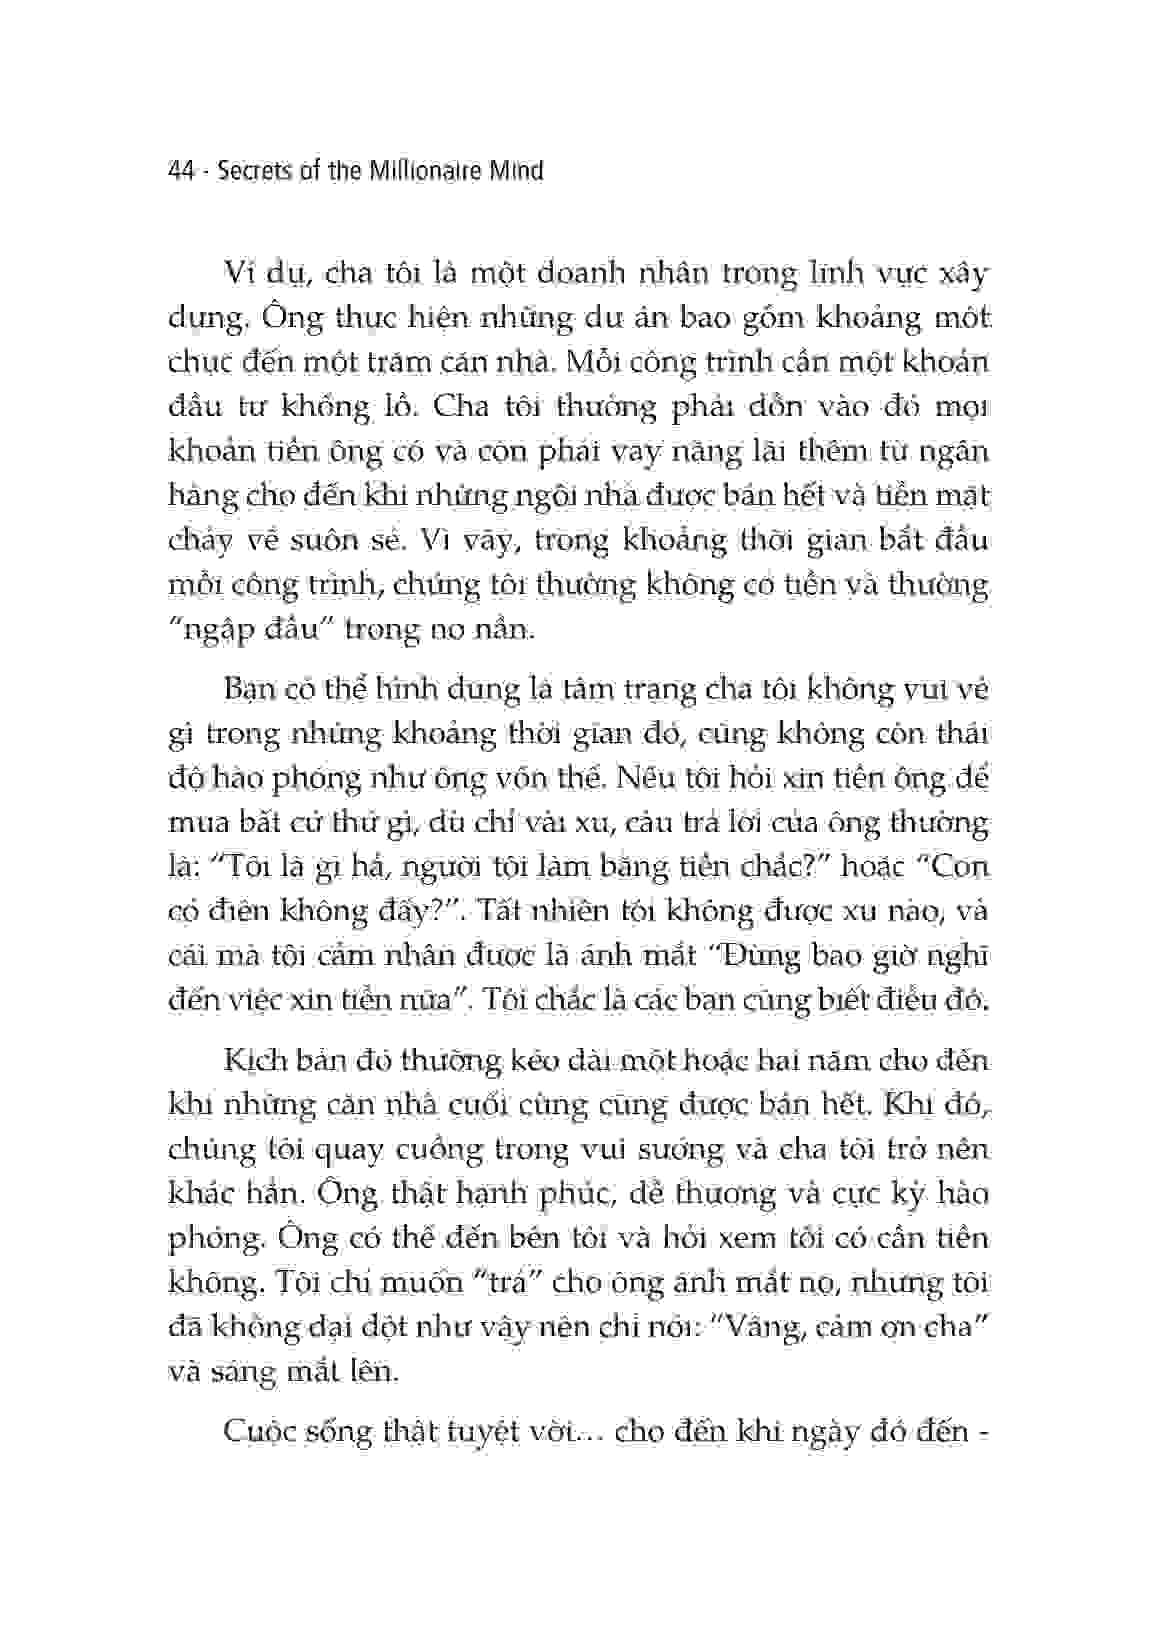 44 - Secrets of the Millionaire Mind
Ví dụ, cha tôi là một doanh nhân trong lĩnh vực xây
dựng. Ông thực hiện những dự án bao gồm khoảng một
chục đến một trăm căn nhà. Mỗi công trình cần một khoản
đầu tư khổng lồ. Cha tôi thường phải dồn vào đó mọi
khoản tiền ông có và còn phải vay nặng lãi thêm từ ngân
hàng cho đến khi những ngôi nhà được bán hết và tiền mặt
chảy về suôn sẻ. Vì vậy, trong khoảng thời gian bắt đầu
mỗi công trình, chúng tôi thường không có tiền và thường
“ngập đầu” trong nợ nần.
Bạn có thể hình dung là tâm trạng cha tôi không vui vẻ
gì trong những khoảng thời gian đó, cũng không còn thái
độ hào phóng như ông vốn thế. Nếu tôi hỏi xin tiền ông để
mua bất cứ thứ gì, dù chỉ vài xu, câu trả lời của ông thường
là: “Tôi là gì hả, người tôi làm bằng tiền chắc?” hoặc “Con
có điên không đấy?”. Tất nhiên tôi không được xu nào, và
cái mà tôi cảm nhận được là ánh mắt “Đừng bao giờ nghĩ
đến việc xin tiền nữa”. Tôi chắc là các bạn cũng biết điều đó.
Kịch bản đó thường kéo dài một hoặc hai năm cho đến
khi những căn nhà cuối cùng cũng được bán hết. Khi đó,
chúng tôi quay cuồng trong vui sướng và cha tôi trở nên
khác hẳn. Ông thật hạnh phúc, dễ thương và cực kỳ hào
phóng. Ông có thể đến bên tôi và hỏi xem tôi có cần tiền
không. Tôi chỉ muốn “trả” cho ông ánh mắt nọ, nhưng tôi
đã không dại dột như vậy nên chỉ nói: “Vâng, cảm ơn cha”
và sáng mắt lên.
Cuộc sống thật tuyệt vời… cho đến khi ngày đó đến -